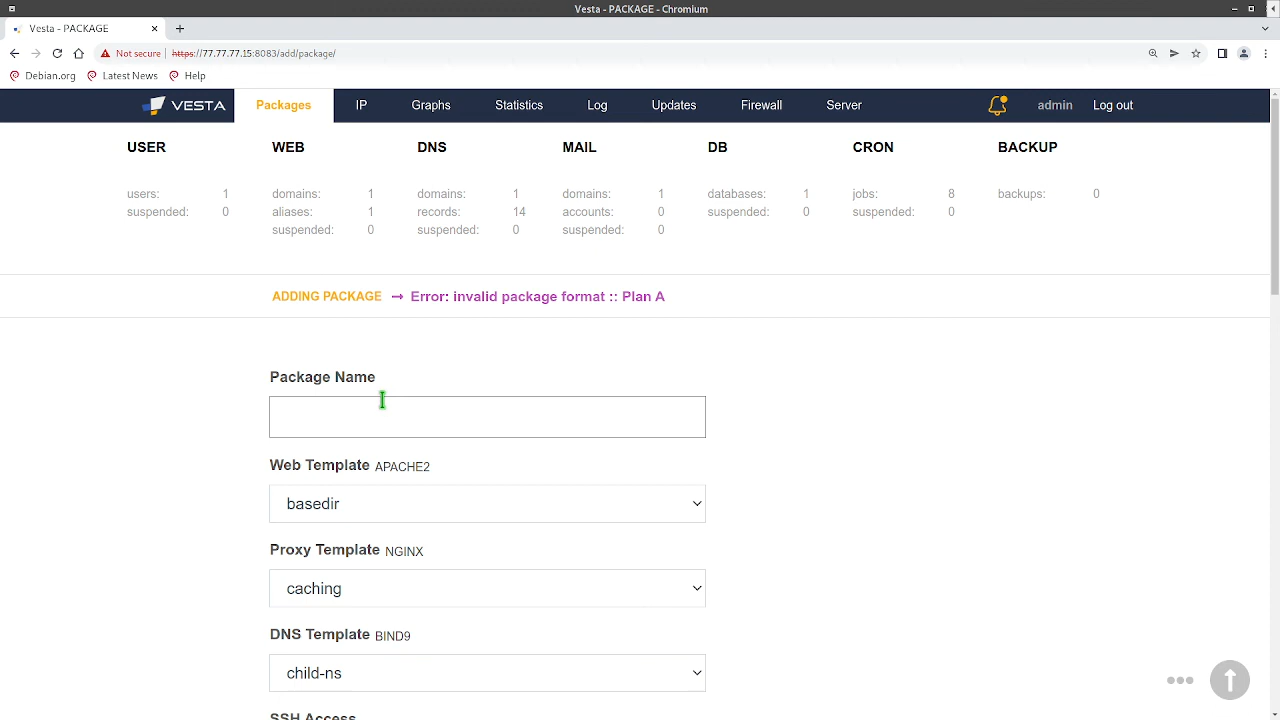 Vesta - PACKAGE - Chromium
Vesta - PACKAGE
Not secure https://77.77.77.15:8083/add/package/
Debian.org Latest News Help
VESTA Packages IP Graphs Statistics Log Updates Firewall Server admin Log out
USER WEB DNS MAIL DB CRON BACKUP
users: 1 domains: 1 domains: 1 domains: 1 databases: 1 jobs: 8 backups: 0
suspended: 0 aliases: 1 records: 14 accounts: 0 suspended: 0 suspended: 0
suspended: 0 suspended: 0 suspended: 0
ADDING PACKAGE → Error: invalid package format :: Plan A
Package Name
Web Template APACHE2
basedir
Proxy Template NGINX
caching
DNS Template BIND9
child-ns
SSH Access